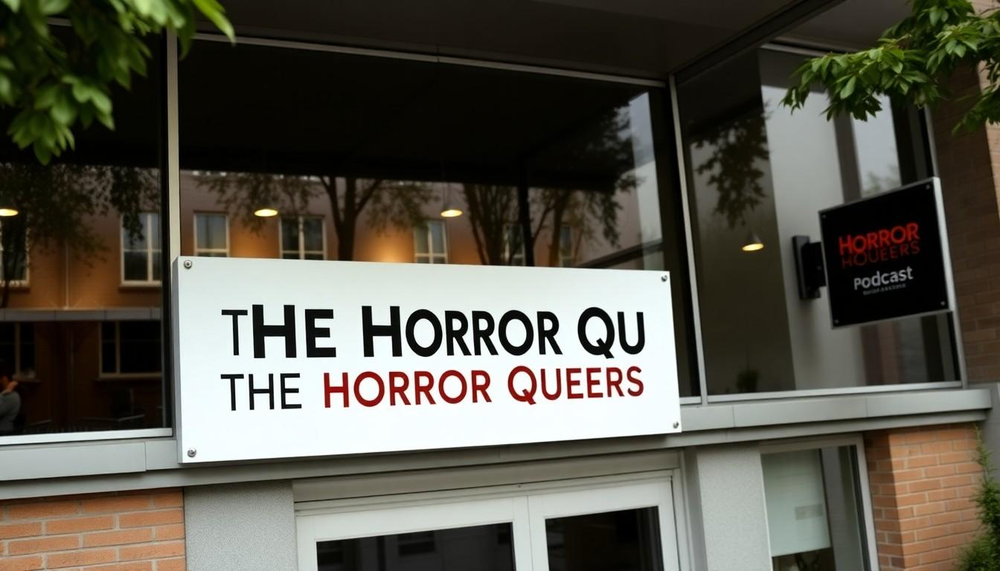 THE HORROR QU
THE HORROR QUEERS
HORROR
HOUEERS
Podcast